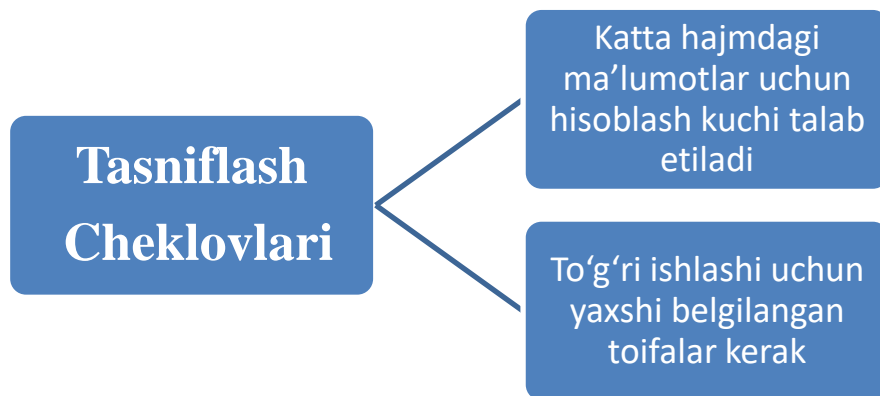 Tasniflash
Cheklovlari
Katta hajmdagi
ma’lumotlar uchun
hisoblash kuchi talab
etiladi
To‘g‘ri ishlashi uchun
yaxshi belgilangan
toifalar kerak